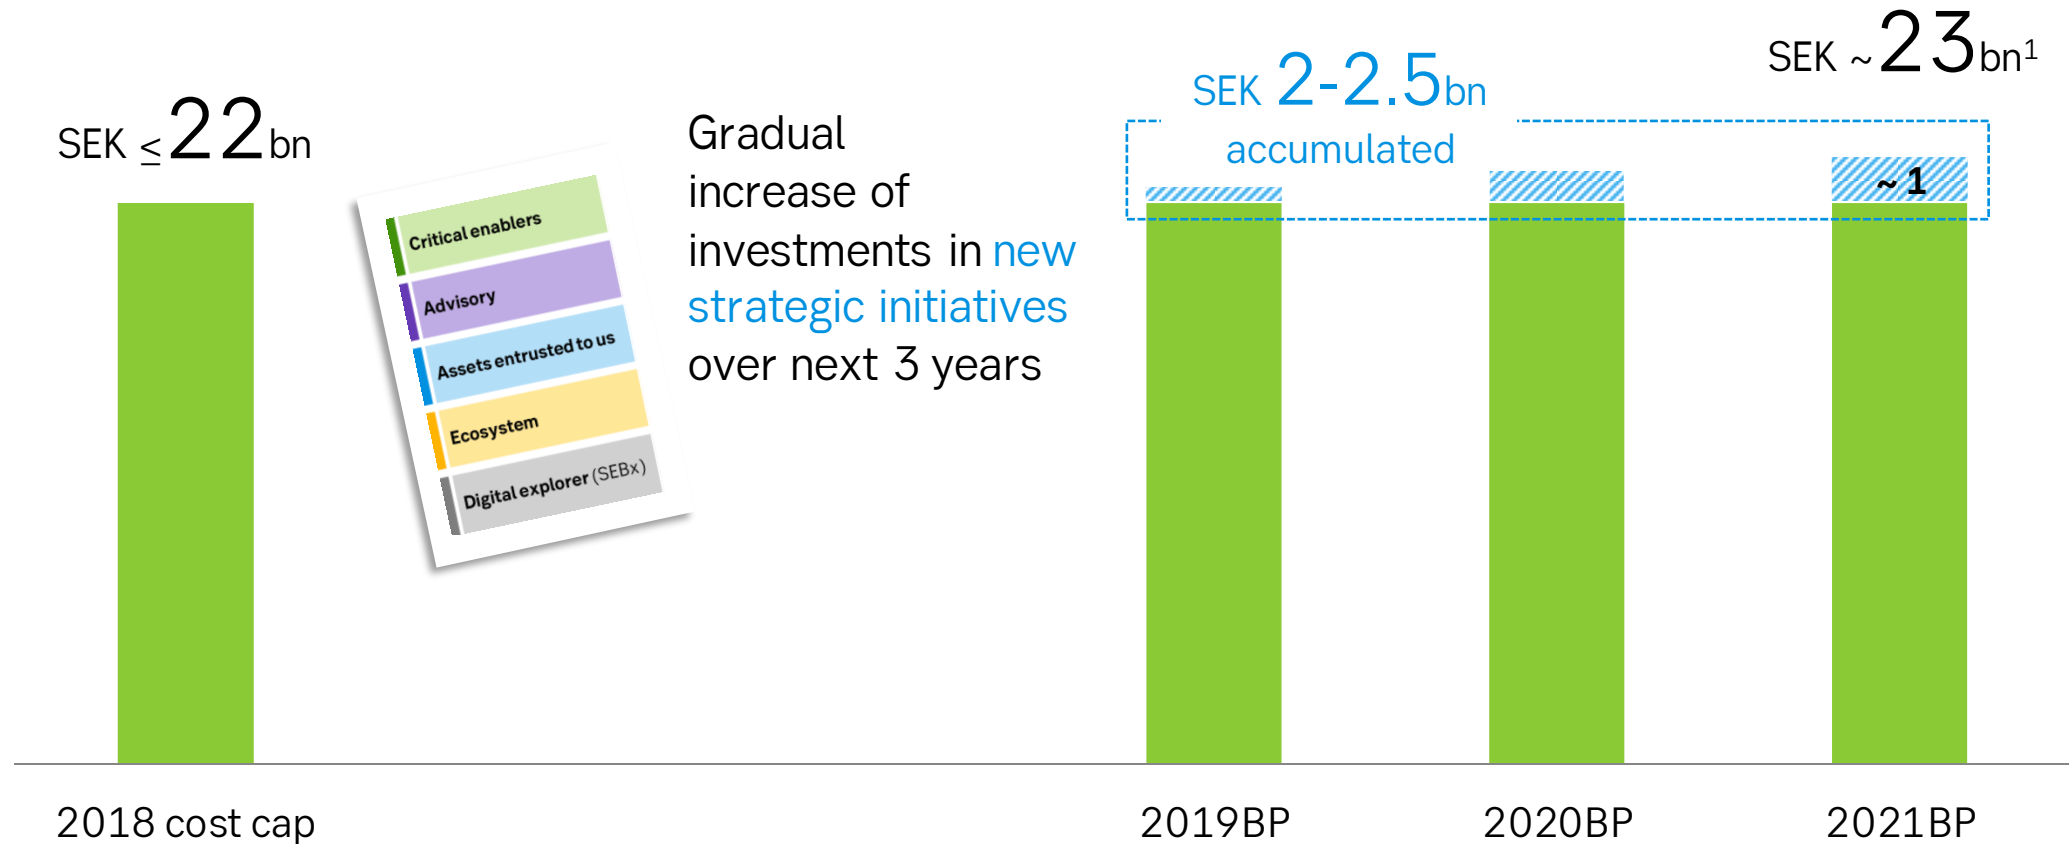 SEK ≤22bn
Critical enablers
Advisory
Assets entrusted to us
Ecosystem
Digital explorer (SEBx)
Gradual
increase of
investments in new
strategic initiatives
over next 3 years
SEK 2-2.5bn
accumulated
SEK ~23bn¹
~ 1
2018 cost cap
2019BP
2020BP
2021BP